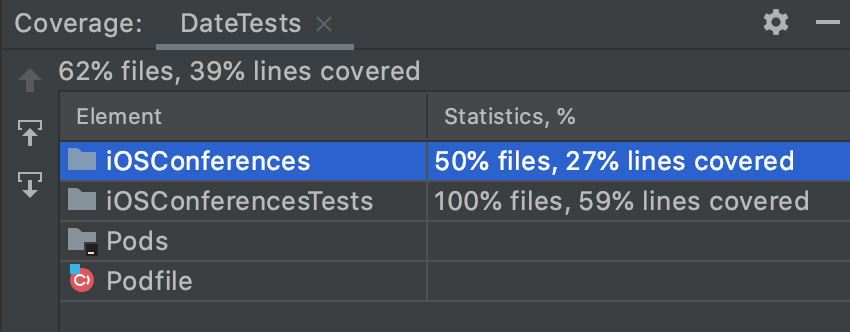 Coverage: DateTests
62% files, 39% lines covered
Element Statistics, %
iOSConferences 50% files, 27% lines covered
iOSConferencesTests 100% files, 59% lines covered
Pods
Podfile